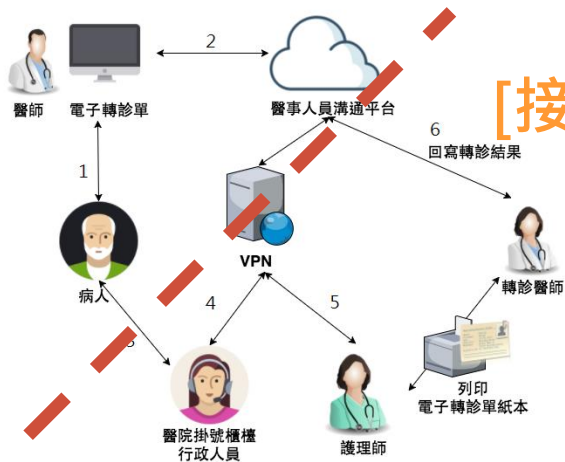 2
醫師
電子轉診單
醫事人員溝通平台
[接
6
回寫轉診結果
1
VPN
病人
轉診醫師
4
5
3
列印
電子轉診單紙本
醫院掛號櫃檯
行政人員
護理師